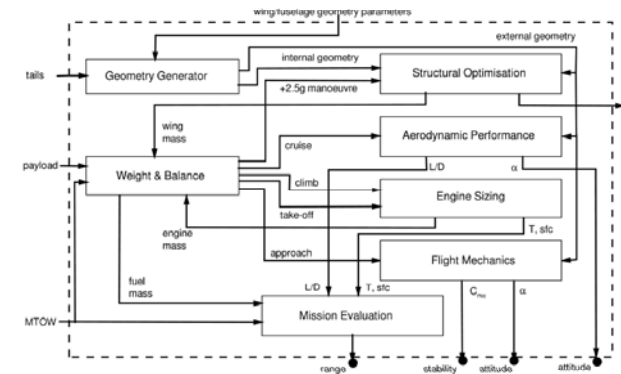 wing/fuselage geometry parameters
external geometry
internal geometry
tails
Geometry Generator
Structural Optimisation
+2.5g manoeuvre
wing
mass
cruise
Aerodynamic Performance
payload
L/D
α
Weight & Balance
climb
Engine Sizing
take-off
engine
mass
T, sfc
approach
Flight Mechanics
fuel
mass
L/D
T, sfc
α
MTOW
Mission Evaluation
range
stability
attitude
attitude